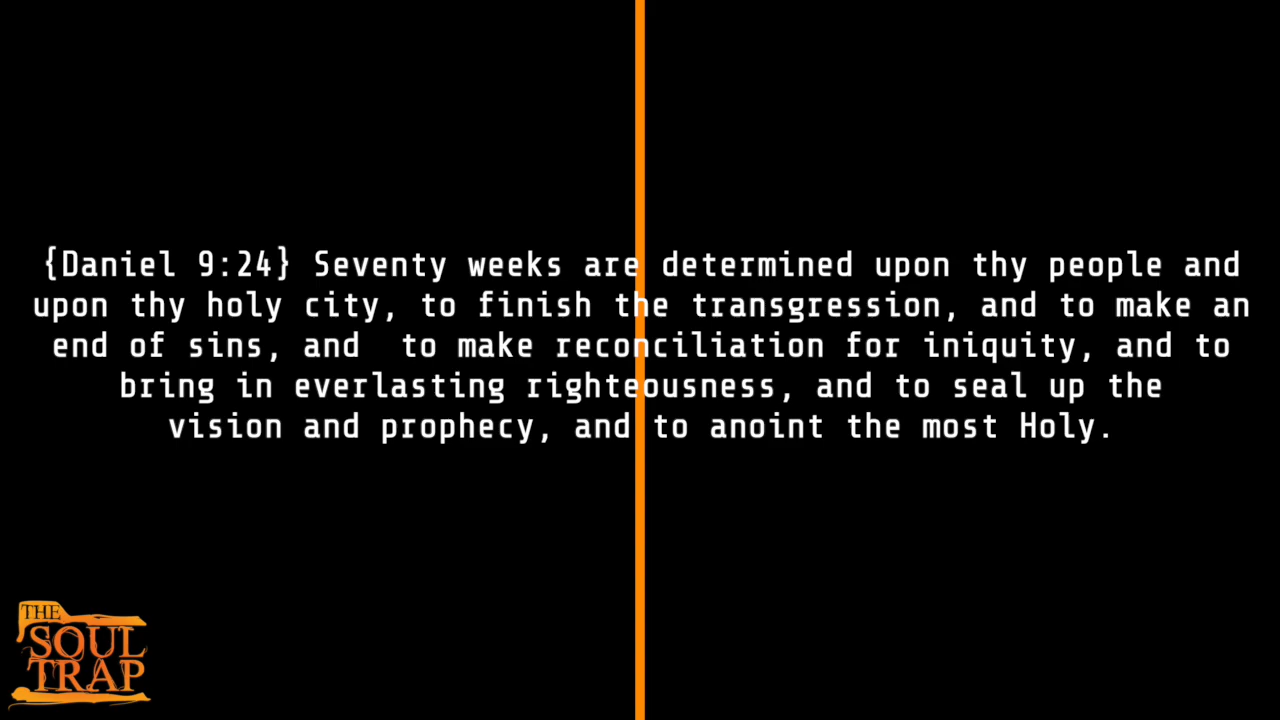 {Daniel 9:24} Seventy weeks are determined upon thy people and
upon thy holy city, to finish the transgression, and to make an
end of sins, and  to make reconciliation for iniquity, and to
bring in everlasting righteousness, and to seal up the
vision and prophecy, and to anoint the most Holy.
THE
SOUL
TRAP